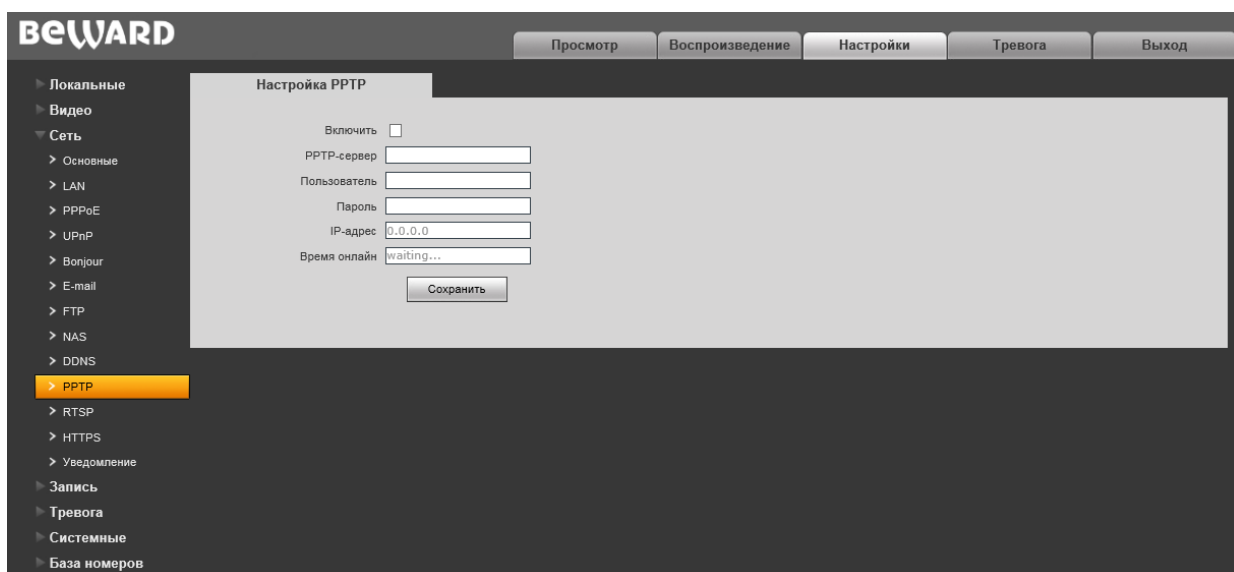 BEWARD
Просмотр Воспроизведение Настройки Тревога Выход
Локальные
Видео
Сеть
Основные
LAN
PPPoE
UPnP
Bonjour
E-mail
FTP
NAS
DDNS
PPTP
RTSP
HTTPS
Уведомление
Запись
Тревога
Системные
База номеров
Настройка PPTP
Включить
PPTP-сервер
Пользователь
Пароль
IP-адрес 0.0.0.0
Время онлайн waiting...
Сохранить